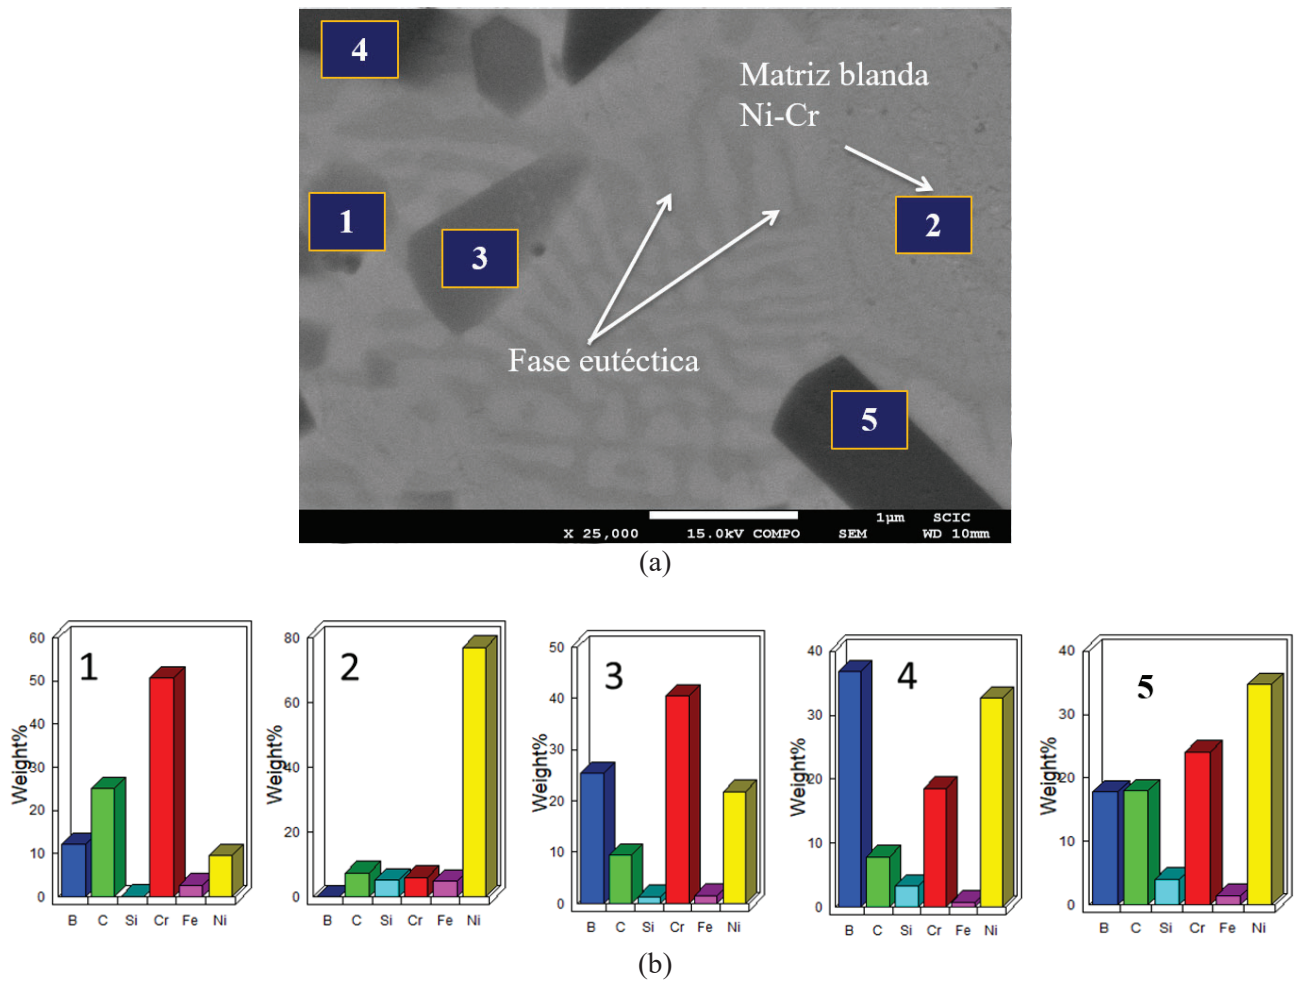 4
Matriz blanda
Ni-Cr
1
3
2
Fase eutéctica
5
1µm SCIC
X 25,000 15.0kV COMPO SEM WD 10mm
(a)
1
Weight%
60
50
40
30
20
10
0
B C Si Cr Fe Ni
2
Weight%
80
60
40
20
0
B C Si Cr Fe Ni
3
Weight%
50
40
30
20
10
0
B C Si Cr Fe Ni
4
Weight%
40
30
20
10
0
B C Si Cr Fe Ni
5
Weight%
40
30
20
10
0
B C Si Cr Fe Ni
(b)